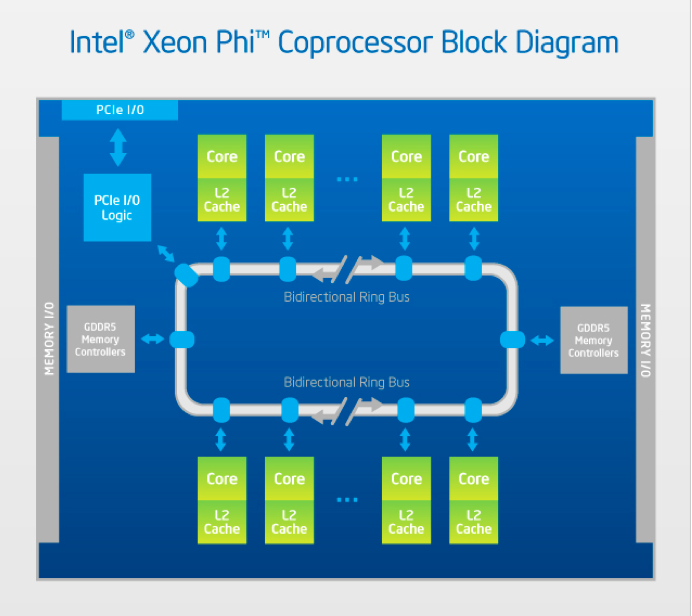 Intel® Xeon Phi™ Coprocessor Block Diagram
PCIe I/O
PCIe I/O
Logic
Core
L2
Cache
Core
L2
Cache
...
Core
L2
Cache
Core
L2
Cache
Bidirectional Ring Bus
MEMORY I/O
GDDR5
Memory
Controllers
GDDR5
Memory
Controllers
MEMORY I/O
Bidirectional Ring Bus
Core
L2
Cache
Core
L2
Cache
...
Core
L2
Cache
Core
L2
Cache